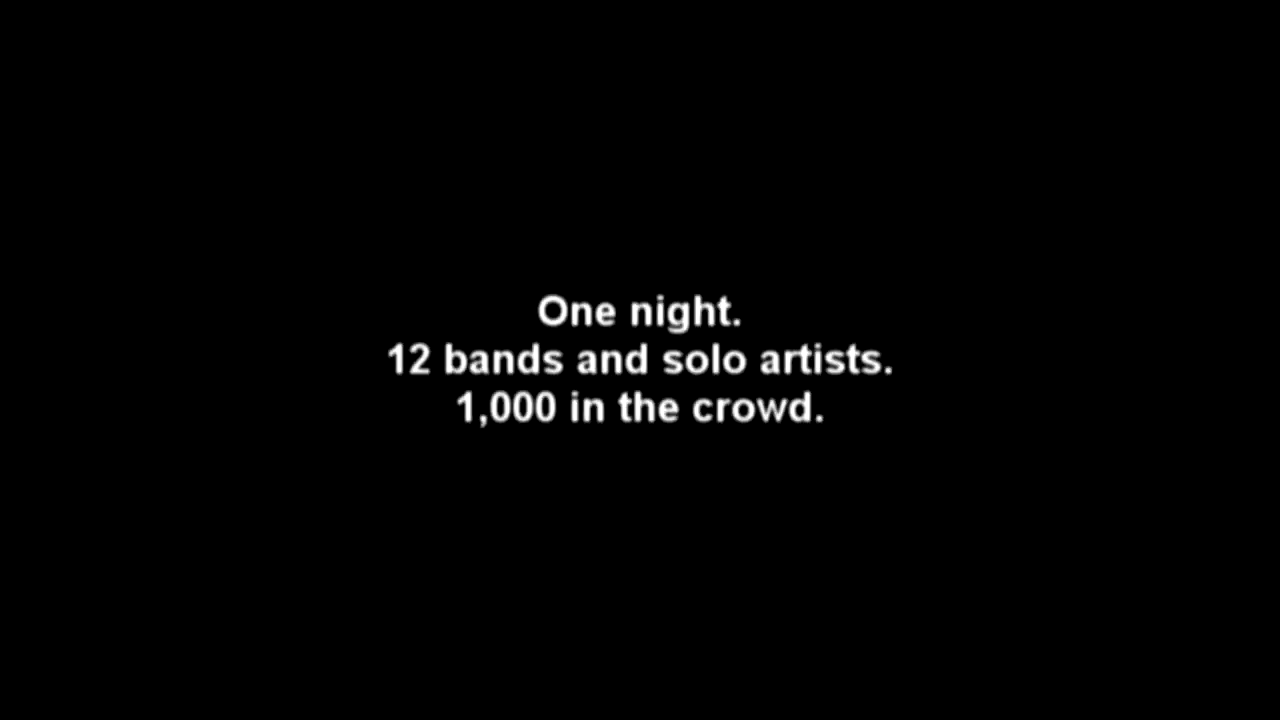 One night.
12 bands and solo artists.
1,000 in the crowd.